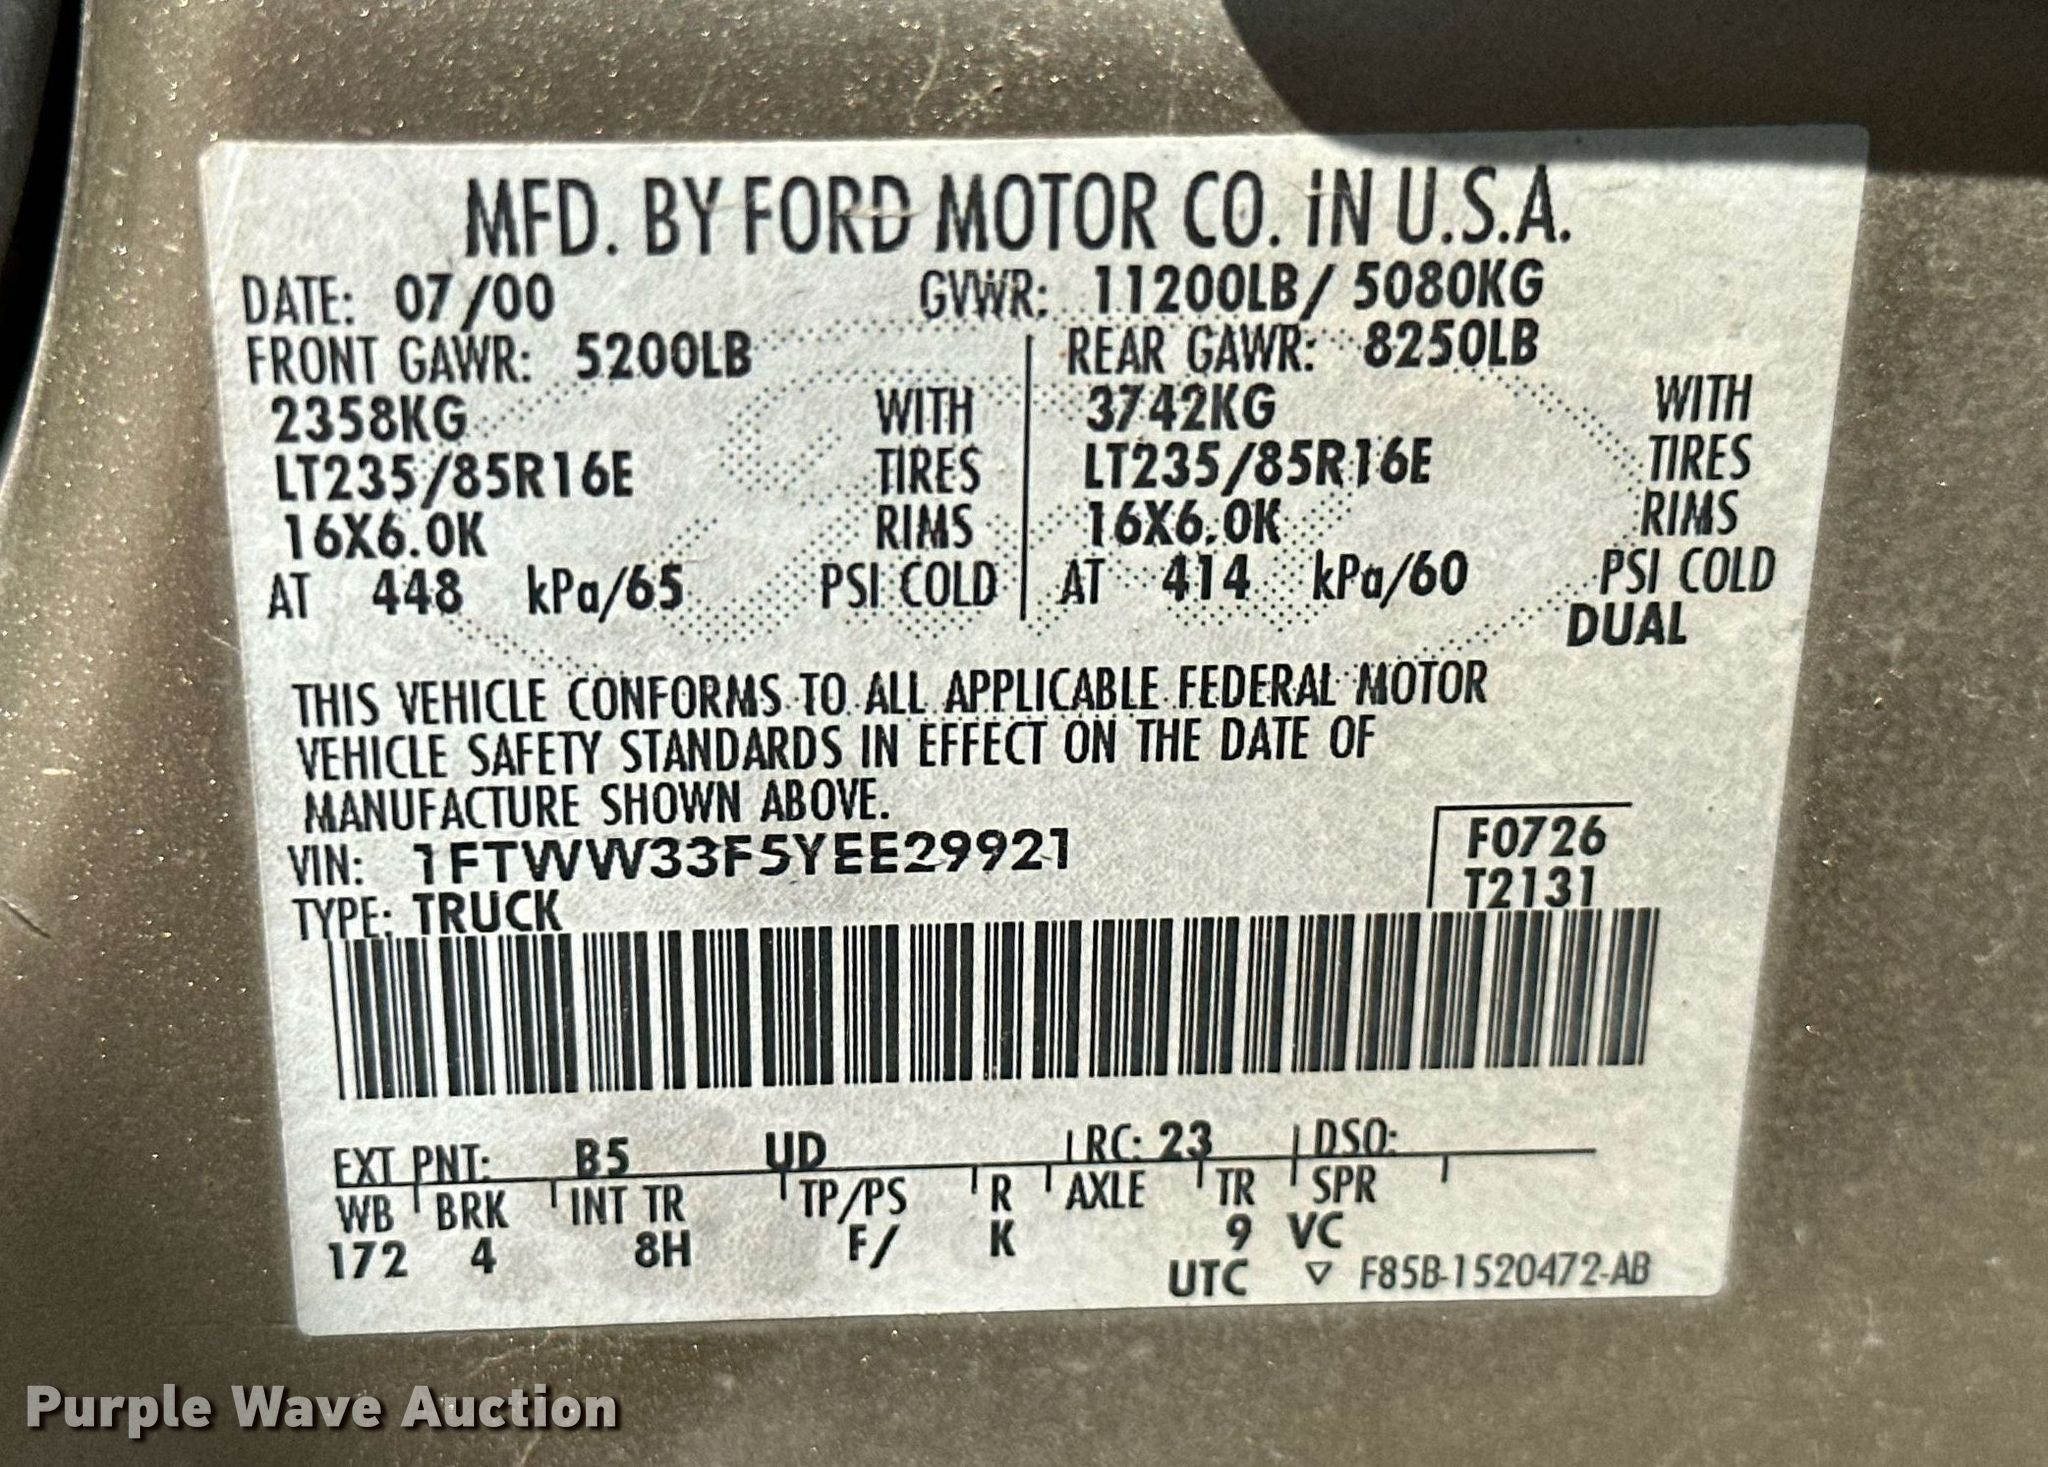 MFD. BY FORD MOTOR CO. IN U.S.A.
DATE: 07/00 GVWR: 11200LB/ 5080KG
FRONT GAWR: 5200LB REAR GAWR: 8250LB
2358KG WITH 3742KG WITH
LT235/85R16E TIRES LT235/85R16E TIRES
16X6.0K RIMS 16X6.0K RIMS
AT 448 kPa/65 PSI COLD AT 414 kPa/60 PSI COLD
DUAL
THIS VEHICLE CONFORMS TO ALL APPLICABLE FEDERAL MOTOR
VEHICLE SAFETY STANDARDS IN EFFECT ON THE DATE OF
MANUFACTURE SHOWN ABOVE.
VIN: 1FTWW33F5YEE29921 F0726
TYPE: TRUCK T2131
EXT PNT: B5 UD RC: 23 DSO:
WB BRK INT TR TP/PS R AXLE TR SPR
172 4 8H F/ K 9 VC
UTC ▽ F85B-1520472-AB
Purple Wave Auction